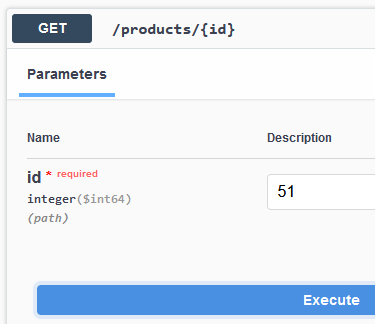 GET /products/{id}
Parameters
Name Description
id * required
integer($int64)
(path)
51
Execute